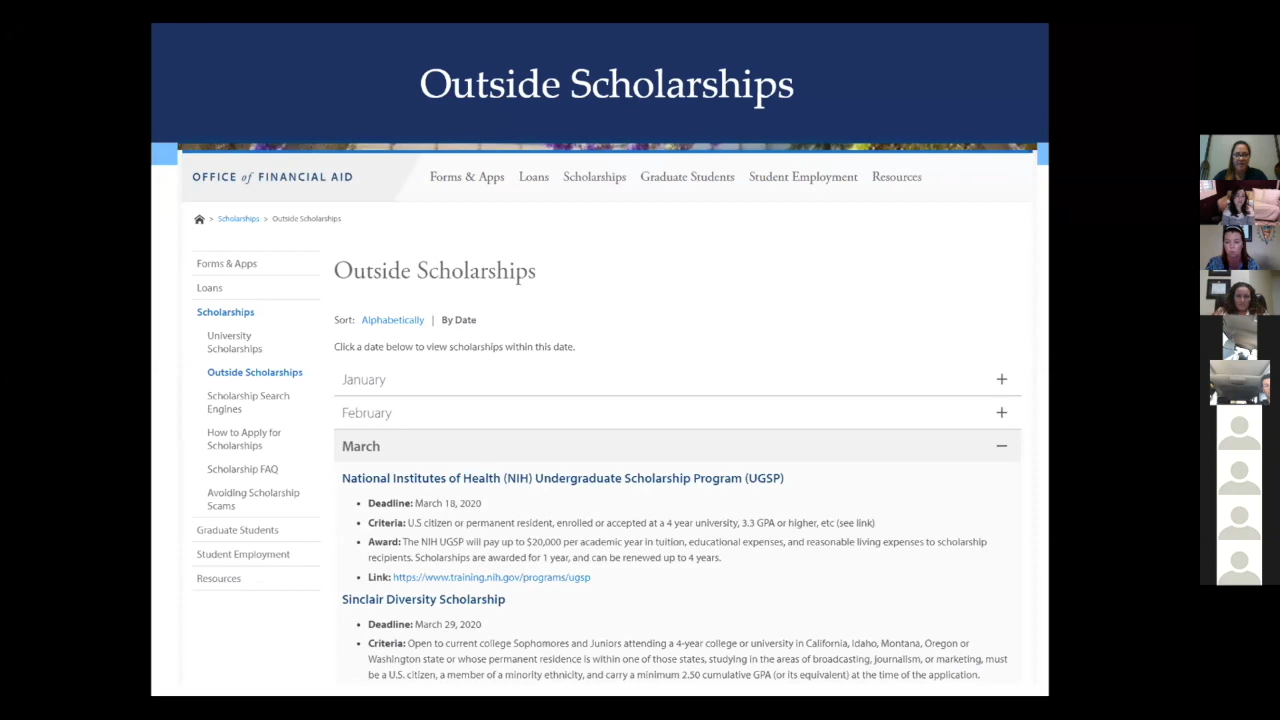 Outside Scholarships
OFFICE of FINANCIAL AID
Forms & Apps Loans Scholarships Graduate Students Student Employment Resources
> Scholarships > Outside Scholarships
Forms & Apps
Loans
Scholarships
University
Scholarships
Outside Scholarships
Scholarship Search
Engines
How to Apply for
Scholarships
Scholarship FAQ
Avoiding Scholarship
Scams
Graduate Students
Student Employment
Resources
Outside Scholarships
Sort: Alphabetically | By Date
Click a date below to view scholarships within this date.
January +
February +
March −
National Institutes of Health (NIH) Undergraduate Scholarship Program (UGSP)
• Deadline: March 18, 2020
• Criteria: U.S citizen or permanent resident, enrolled or accepted at a 4 year university, 3.3 GPA or higher, etc (see link)
• Award: The NIH UGSP will pay up to $20,000 per academic year in tuition, educational expenses, and reasonable living expenses to scholarship
recipients. Scholarships are awarded for 1 year, and can be renewed up to 4 years.
• Link: https://www.training.nih.gov/programs/ugsp
Sinclair Diversity Scholarship
• Deadline: March 29, 2020
• Criteria: Open to current college Sophomores and Juniors attending a 4-year college or university in California, Idaho, Montana, Oregon or
Washington state or whose permanent residence is within one of those states, studying in the areas of broadcasting, journalism, or marketing, must
be a U.S. citizen, a member of a minority ethnicity, and carry a minimum 2.50 cumulative GPA (or its equivalent) at the time of the application.